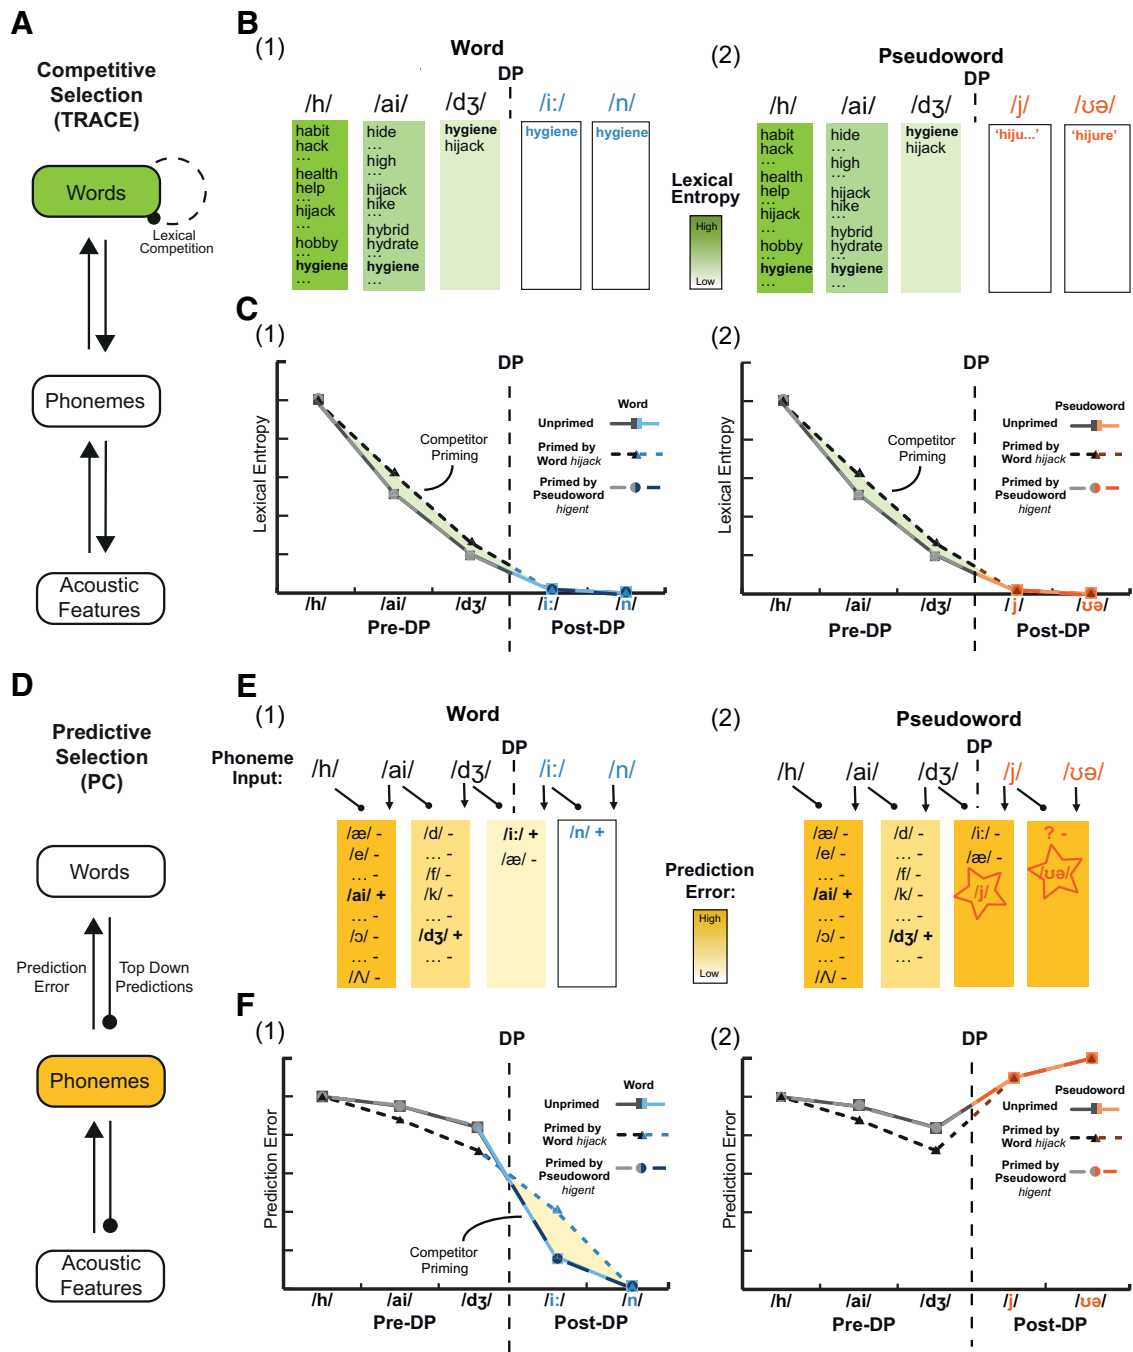 A
Competitive
Selection
(TRACE)
Words
Lexical
Competition
Phonemes
Acoustic
Features
B
(1)
Word
DP
/h/ /ai/ /dʒ/ /i:/ /n/
habit
hack
...
health
help
...
hijack
...
hobby
...
hygiene
...
hide
...
high
...
hijack
hike
...
hybrid
hydrate
...
hygiene
...
hygiene
hijack
hygiene
hygiene
Lexical
Entropy
High
Low
(2)
Pseudoword
DP
/h/ /ai/ /dʒ/ /j/ /ʊə/
habit
hack
...
health
help
...
hijack
...
hobby
...
hygiene
...
hide
...
high
...
hijack
hike
...
hybrid
hydrate
...
hygiene
...
hygiene
hijack
'hiju...'
'hijure'
C
(1)
DP
Lexical Entropy
Competitor
Priming
Word
Unprimed
Primed by
Word hijack
Primed by
Pseudoword
higent
/h/ /ai/ /dʒ/ /i:/ /n/
Pre-DP Post-DP
(2)
DP
Lexical Entropy
Competitor
Priming
Pseudoword
Unprimed
Primed by
Word hijack
Primed by
Pseudoword
higent
/h/ /ai/ /dʒ/ /j/ /ʊə/
Pre-DP Post-DP
D
Predictive
Selection
(PC)
Words
Prediction
Error
Top Down
Predictions
Phonemes
Acoustic
Features
E
(1)
Word
Phoneme
Input:
DP
/h/ /ai/ /dʒ/ /i:/ /n/
/æ/ -
/e/ -
... -
/ai/ +
... -
/ɔ/ -
... -
/Λ/ -
/d/ -
... -
/f/ -
/k/ -
... -
/dʒ/ +
... -
/i:/ +
/æ/ -
/n/ +
Prediction
Error:
High
Low
(2)
Pseudoword
DP
/h/ /ai/ /dʒ/ /j/ /ʊə/
/æ/ -
/e/ -
... -
/ai/ +
... -
/ɔ/ -
... -
/Λ/ -
/d/ -
... -
/f/ -
/k/ -
... -
/dʒ/ +
... -
/i:/ -
/æ/ -
/j/
? -
/ʊə/
F
(1)
DP
Prediction Error
Competitor
Priming
Word
Unprimed
Primed by
Word hijack
Primed by
Pseudoword
higent
/h/ /ai/ /dʒ/ /i:/ /n/
Pre-DP Post-DP
(2)
DP
Prediction Error
Pseudoword
Unprimed
Primed by
Word hijack
Primed by
Pseudoword
higent
/h/ /ai/ /dʒ/ /j/ /ʊə/
Pre-DP Post-DP